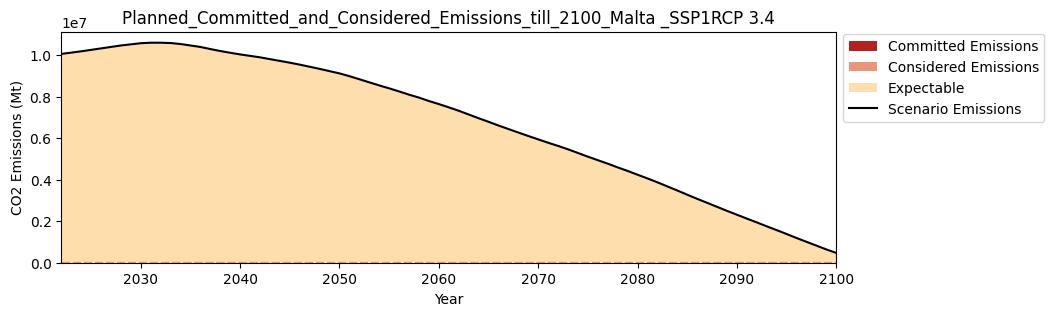 Planned_Committed_and_Considered_Emissions_till_2100_Malta _SSP1RCP 3.4
1e7
1.0
0.8
0.6
0.4
0.2
0.0
CO2 Emissions (Mt)
2030 2040 2050 2060 2070 2080 2090 2100
Year
Committed Emissions
Considered Emissions
Expectable
Scenario Emissions